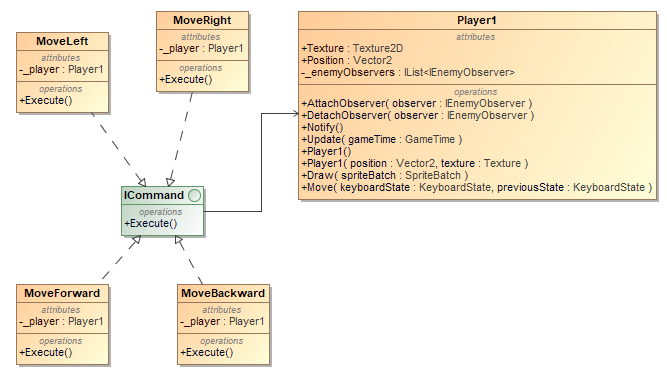 MoveLeft
attributes
-_player : Player1
operations
+Execute()
MoveRight
attributes
-_player : Player1
operations
+Execute()
Player1
attributes
+Texture : Texture2D
+Position : Vector2
-_enemyObservers : IList<IEnemyObserver>
operations
+AttachObserver( observer : IEnemyObserver )
+DetachObserver( observer : IEnemyObserver )
+Notify()
+Update( gameTime : GameTime )
+Player1()
+Player1( position : Vector2, texture : Texture )
+Draw( spriteBatch : SpriteBatch )
+Move( keyboardState : KeyboardState, previousState : KeyboardState )
ICommand
operations
+Execute()
MoveForward
attributes
-_player : Player1
operations
+Execute()
MoveBackward
attributes
-_player : Player1
operations
+Execute()